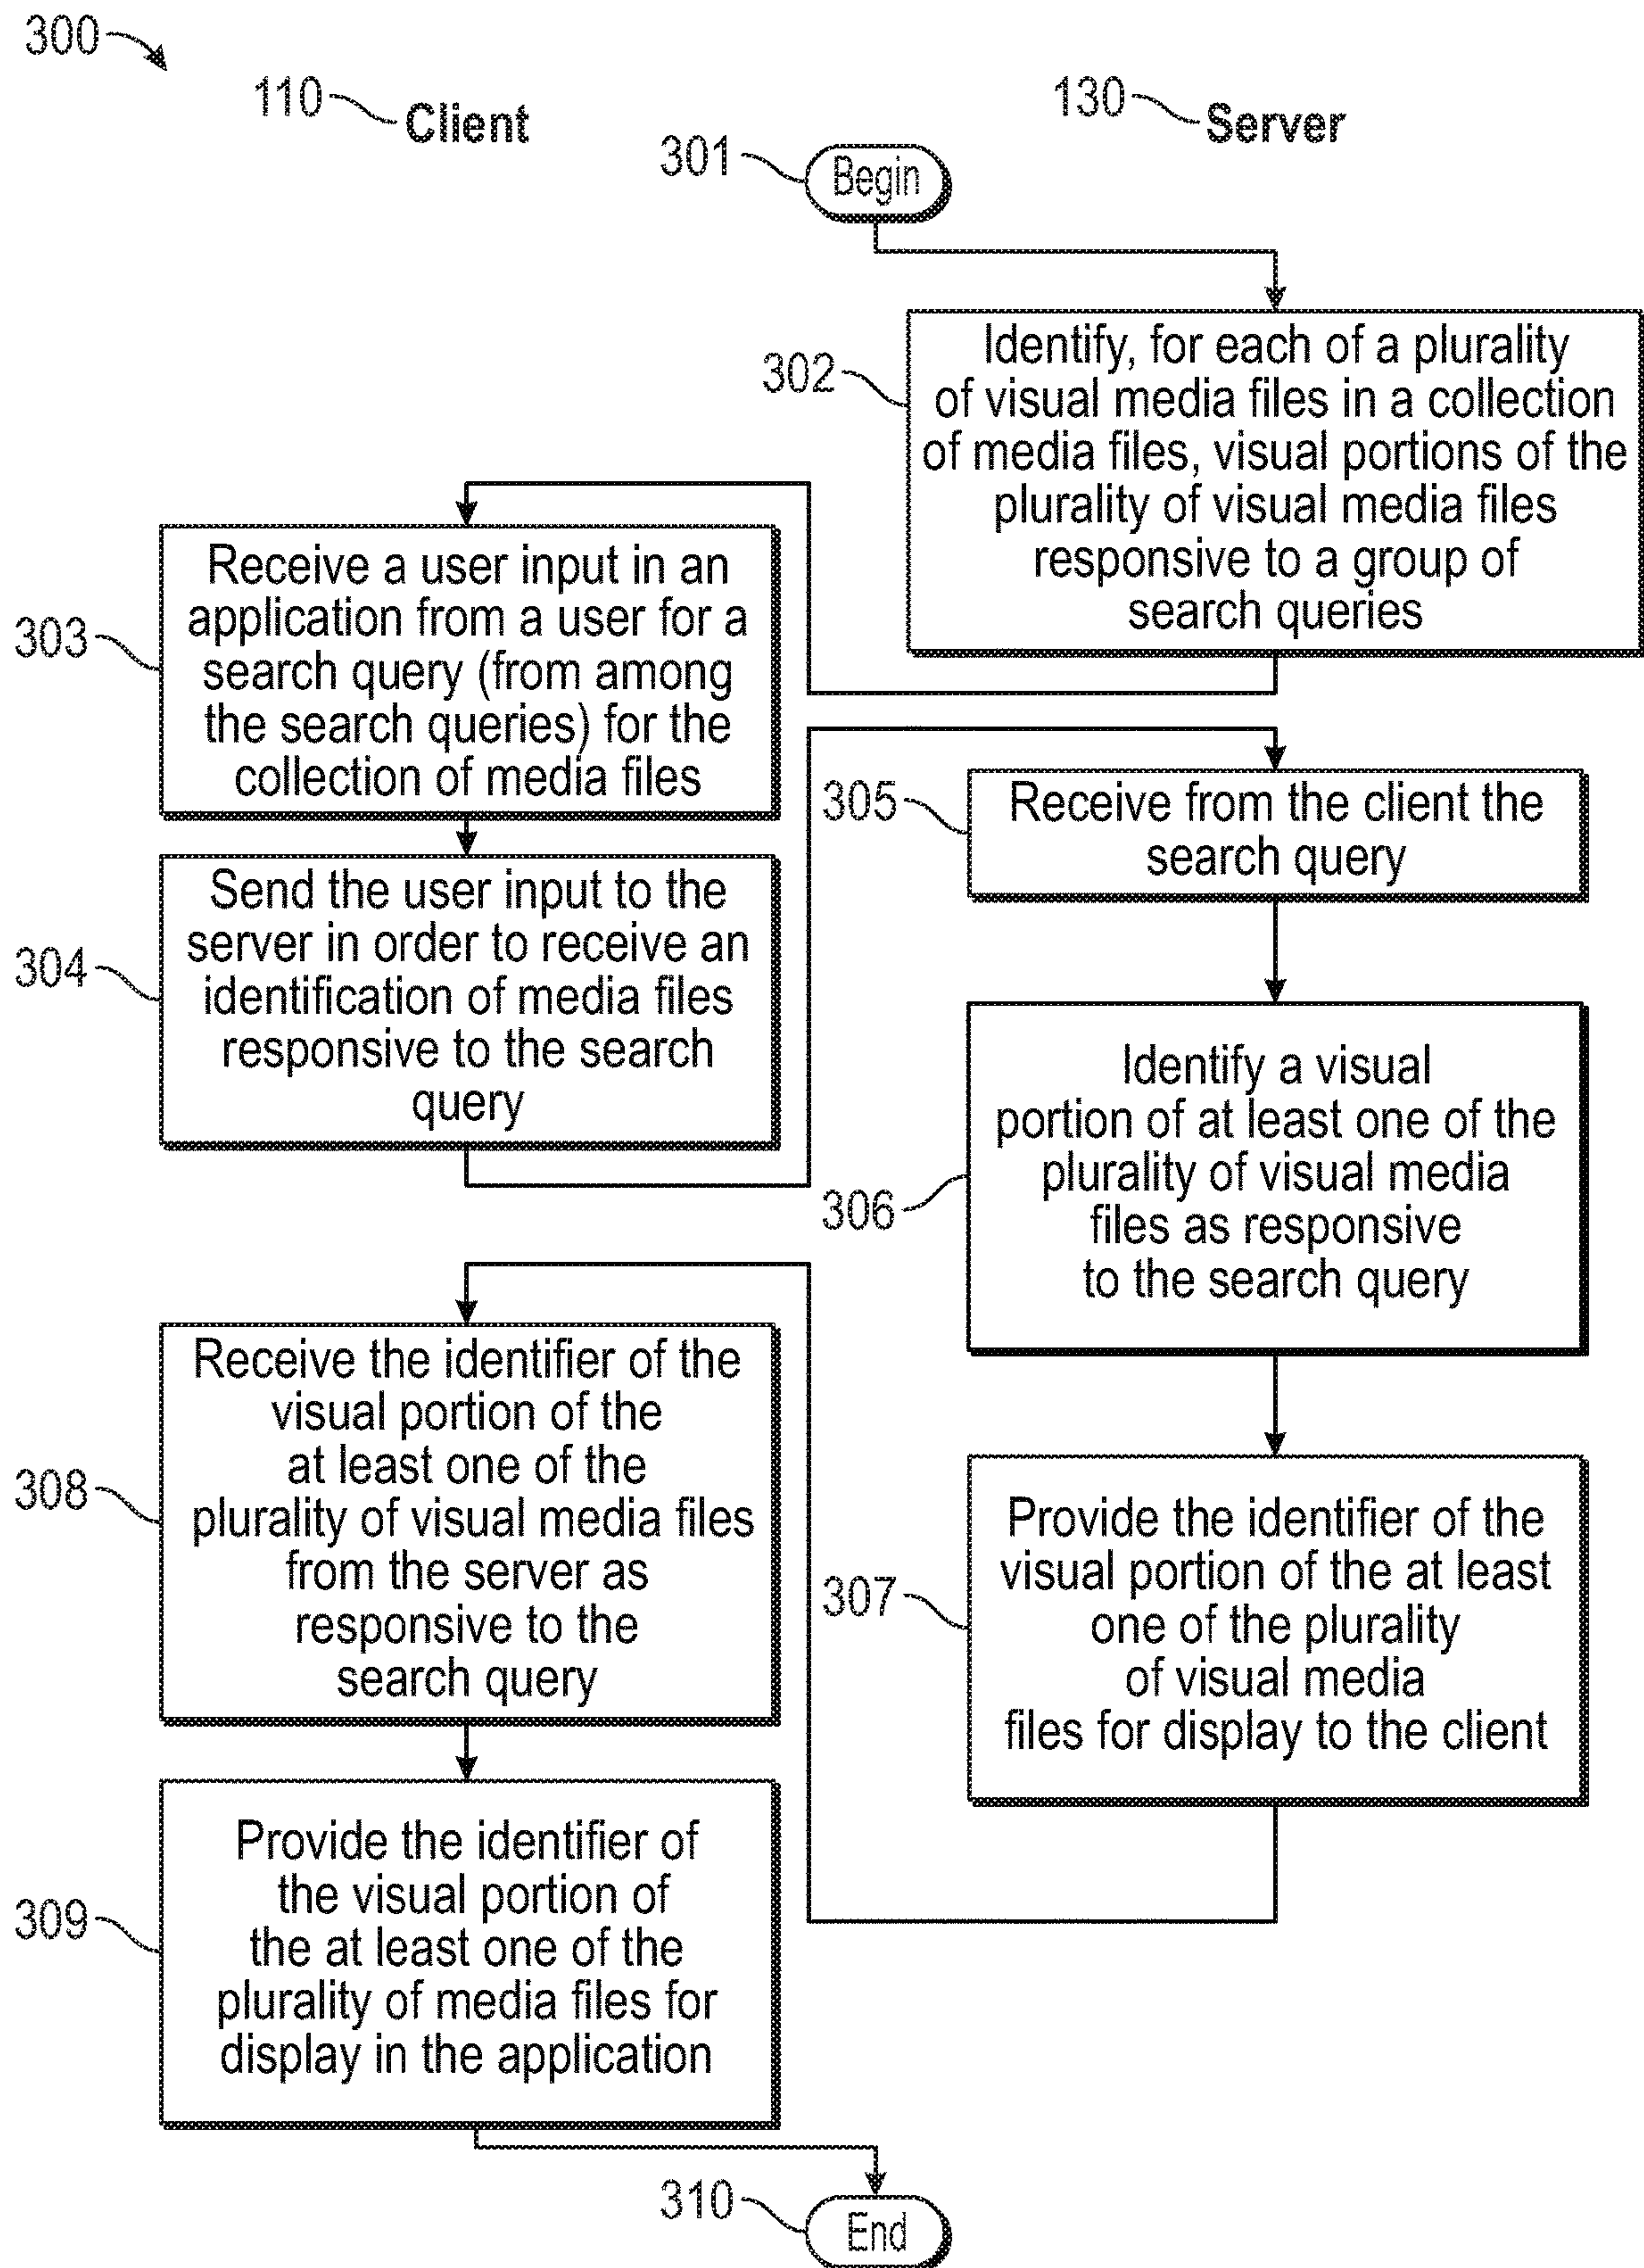 300
110
Client
130
Server
301
Begin
302
Identify, for each of a plurality
of visual media files in a collection
of media files, visual portions of the
plurality of visual media files
responsive to a group of
search queries
303
Receive a user input in an
application from a user for a
search query (from among
the search queries) for the
collection of media files
304
Send the user input to the
server in order to receive an
identification of media files
responsive to the search
query
305
Receive from the client the
search query
306
Identify a visual
portion of at least one of the
plurality of visual media
files as responsive
to the search query
307
Provide the identifier of the
visual portion of the at least
one of the plurality
of visual media
files for display to the client
308
Receive the identifier of the
visual portion of the
at least one of the
plurality of visual media files
from the server as
responsive to the
search query
309
Provide the identifier of
the visual portion of
the at least one of the
plurality of media files for
display in the application
310
End